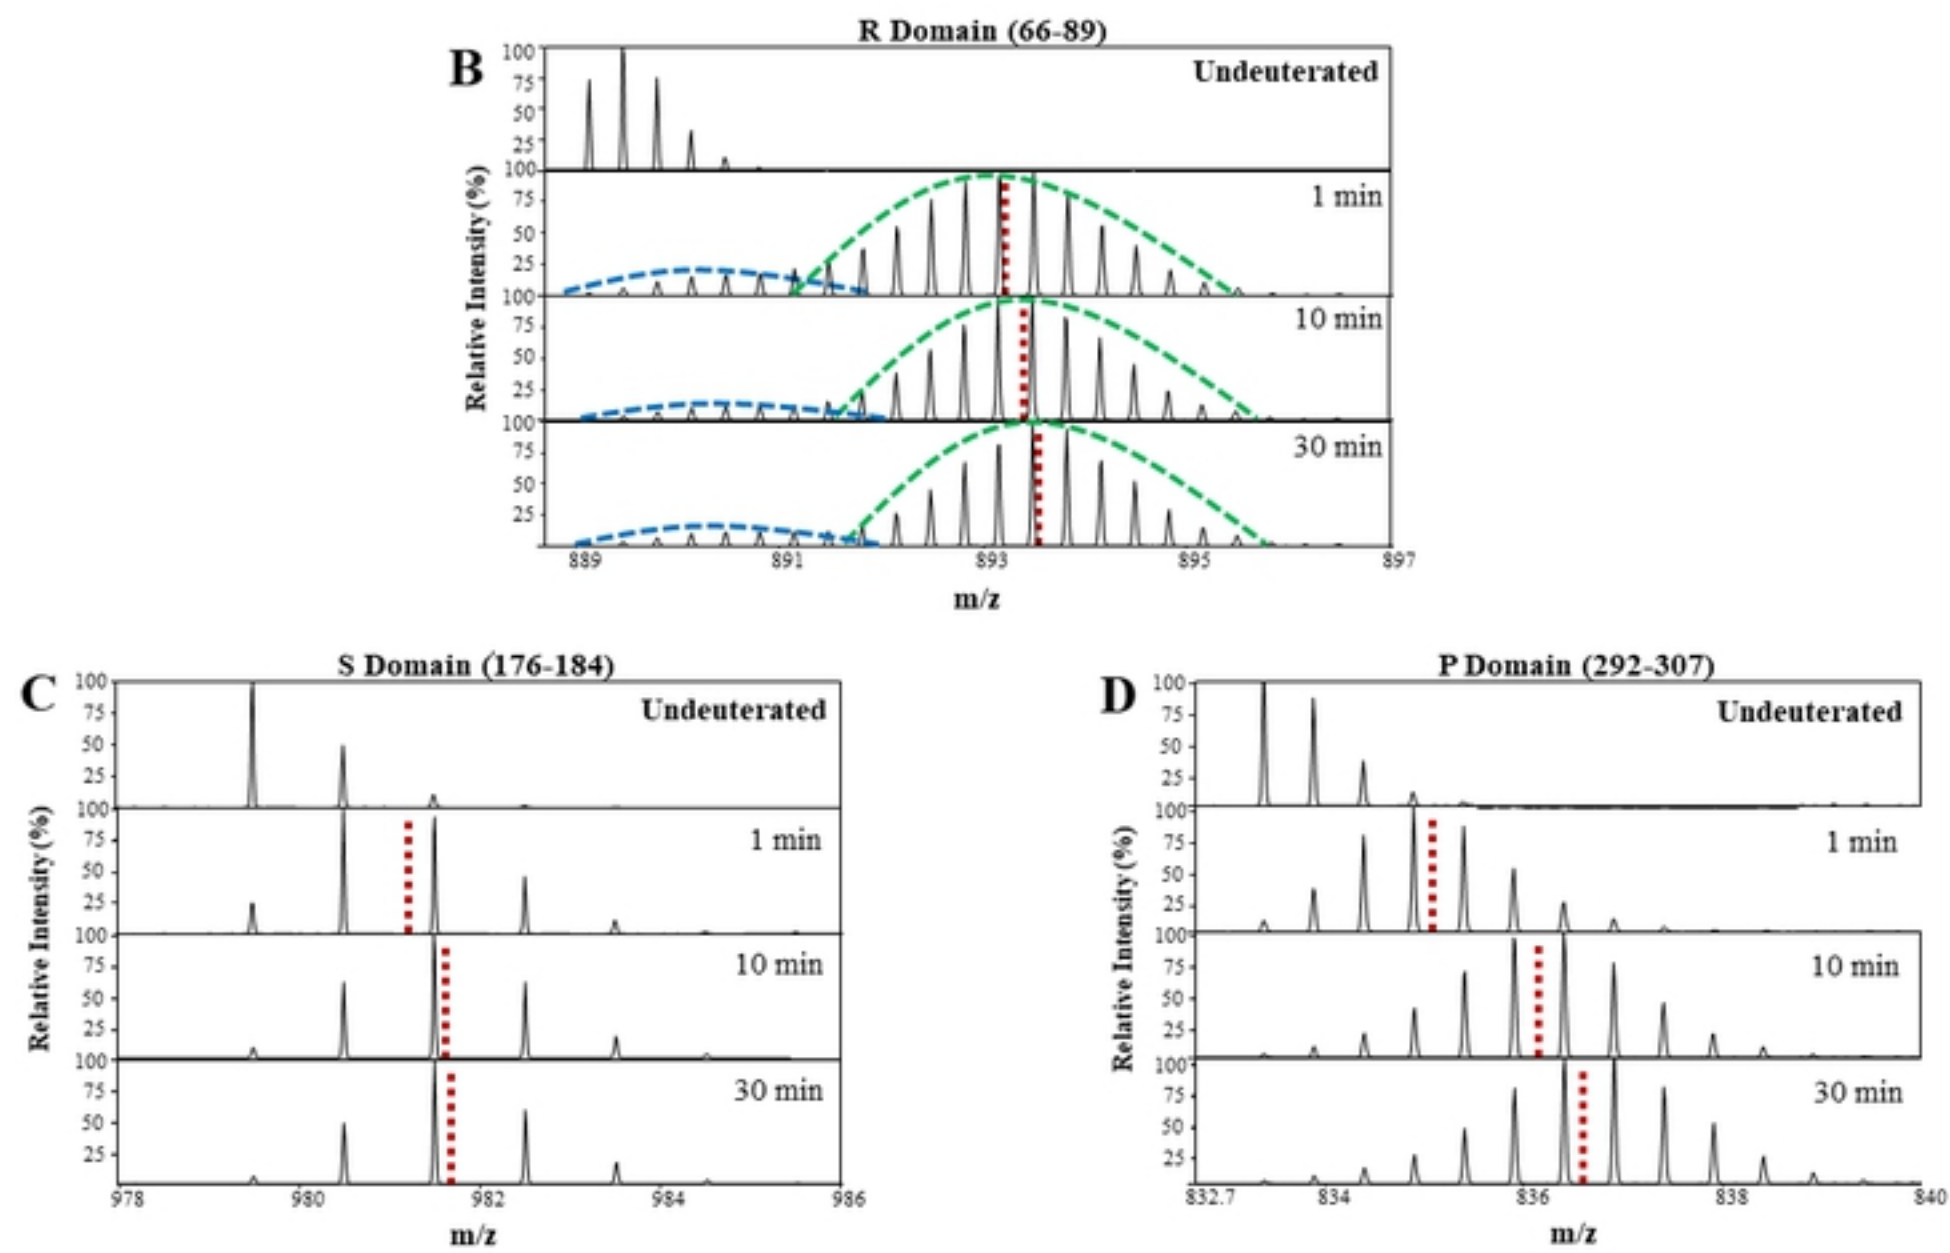 R Domain (66-89)
B
Undeuterated
100
75
50
25
100
1 min
75
50
25
100
10 min
75
50
25
100
30 min
75
50
25
Relative Intensity (%)
889 891 893 895 897
m/z
S Domain (176-184)
C
Undeuterated
100
75
50
25
100
1 min
75
50
25
100
10 min
75
50
25
100
30 min
75
50
25
Relative Intensity (%)
978 980 982 984 986
m/z
P Domain (292-307)
D
Undeuterated
100
75
50
25
100
1 min
75
50
25
100
10 min
75
50
25
100
30 min
75
50
25
Relative Intensity (%)
832.7 834 836 838 840
m/z